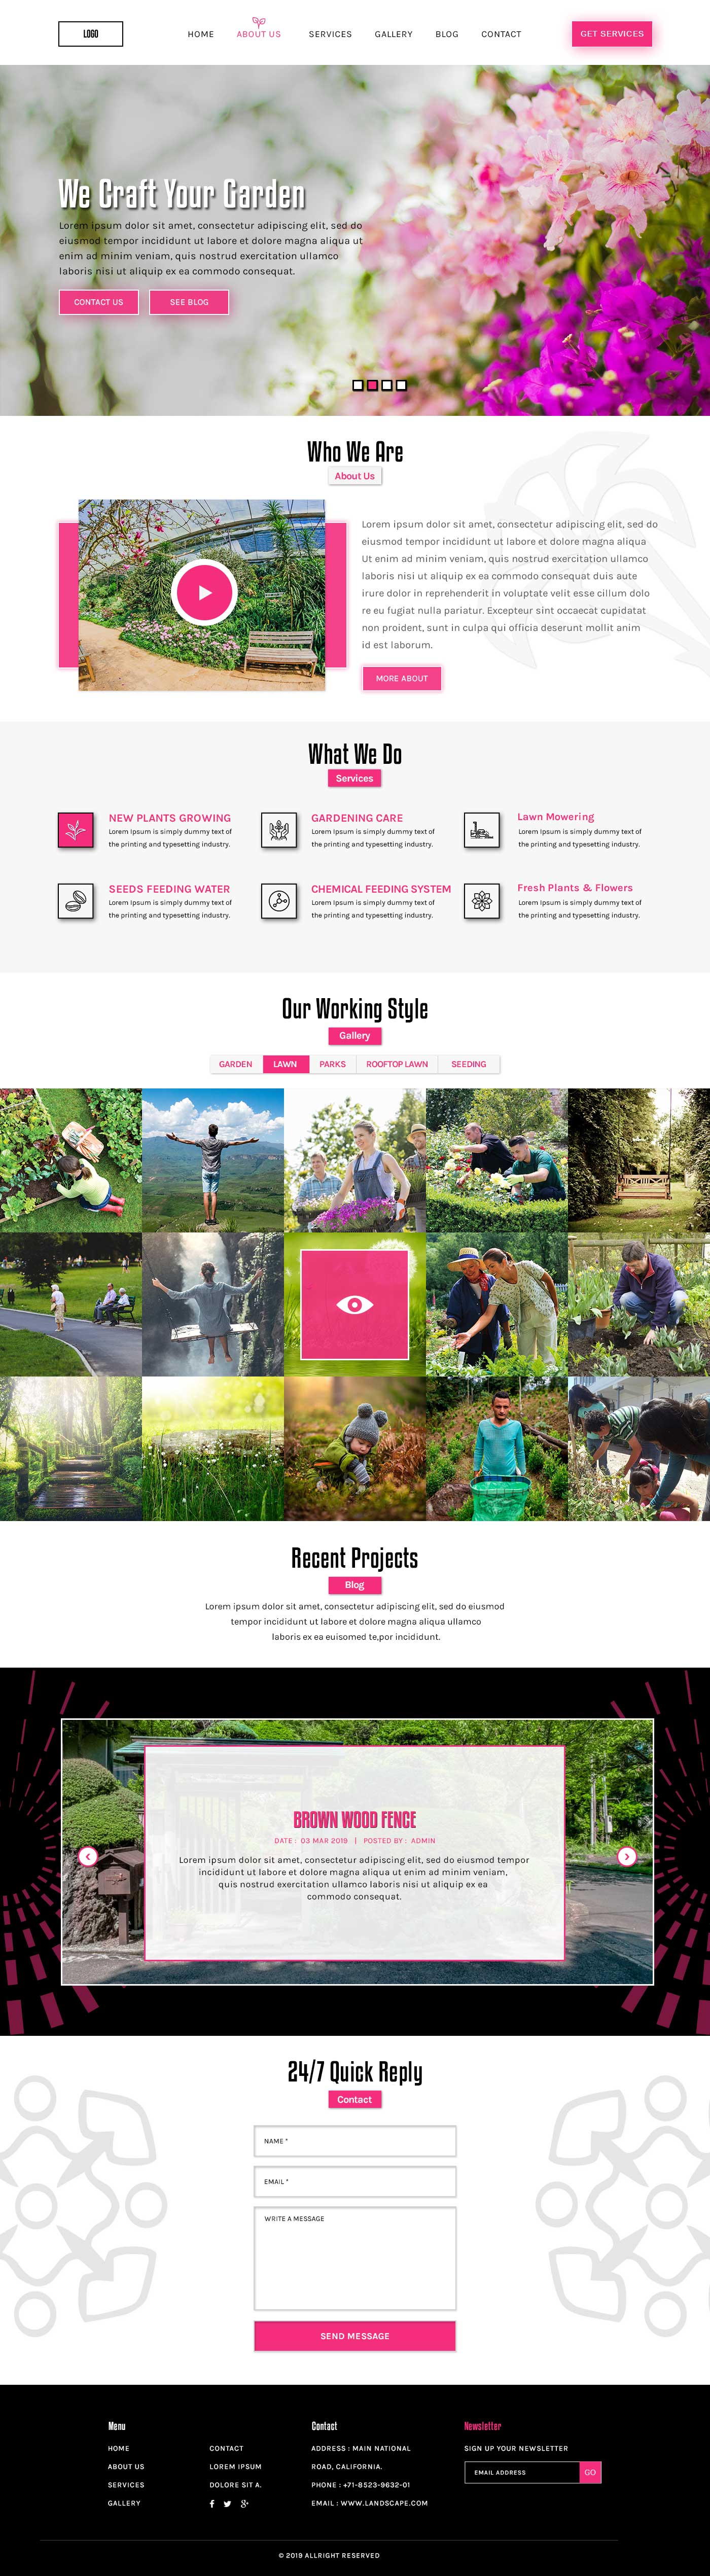 LOGO
HOME ABOUT US SERVICES GALLERY BLOG CONTACT
GET SERVICES
We Craft Your Garden
Lorem ipsum dolor sit amet, consectetur adipiscing elit, sed do
eiusmod tempor incididunt ut labore et dolore magna aliqua ut
enim ad minim veniam, quis nostrud exercitation ullamco
laboris nisi ut aliquip ex ea commodo consequat.
CONTACT US SEE BLOG
Who We Are
About Us
Lorem ipsum dolor sit amet, consectetur adipiscing elit, sed do
eiusmod tempor incididunt ut labore et dolore magna aliqua
Ut enim ad minim veniam, quis nostrud exercitation ullamco
laboris nisi ut aliquip ex ea commodo consequat duis aute
irure dolor in reprehenderit in voluptate velit esse cillum dolo
re eu fugiat nulla pariatur. Excepteur sint occaecat cupidatat
non proident, sunt in culpa qui officia deserunt mollit anim
id est laborum.
MORE ABOUT
What We Do
Services
NEW PLANTS GROWING
Lorem Ipsum is simply dummy text of
the printing and typesetting industry.
GARDENING CARE
Lorem Ipsum is simply dummy text of
the printing and typesetting industry.
Lawn Mowering
Lorem Ipsum is simply dummy text of
the printing and typesetting industry.
SEEDS FEEDING WATER
Lorem Ipsum is simply dummy text of
the printing and typesetting industry.
CHEMICAL FEEDING SYSTEM
Lorem Ipsum is simply dummy text of
the printing and typesetting industry.
Fresh Plants & Flowers
Lorem Ipsum is simply dummy text of
the printing and typesetting industry.
Our Working Style
Gallery
GARDEN LAWN PARKS ROOFTOP LAWN SEEDING
Recent Projects
Blog
Lorem ipsum dolor sit amet, consectetur adipiscing elit, sed do eiusmod
tempor incididunt ut labore et dolore magna aliqua ullamco
laboris ex ea euisomed te,por incididunt.
BROWN WOOD FENCE
DATE : 03 MAR 2019 | POSTED BY : ADMIN
Lorem ipsum dolor sit amet, consectetur adipiscing elit, sed do eiusmod tempor
incididunt ut labore et dolore magna aliqua ut enim ad minim veniam,
quis nostrud exercitation ullamco laboris nisi ut aliquip ex ea
commodo consequat.
24/7 Quick Reply
Contact
NAME *
EMAIL *
WRITE A MESSAGE
SEND MESSAGE
Menu
HOME
ABOUT US
SERVICES
GALLERY
CONTACT
LOREM IPSUM
DOLORE SIT A.
Contact
ADDRESS : MAIN NATIONAL
ROAD, CALIFORNIA.
PHONE : +71-8523-9632-01
EMAIL : WWW.LANDSCAPE.COM
Newsletter
SIGN UP YOUR NEWSLETTER
EMAIL ADDRESS GO
© 2019 ALLRIGHT RESERVED